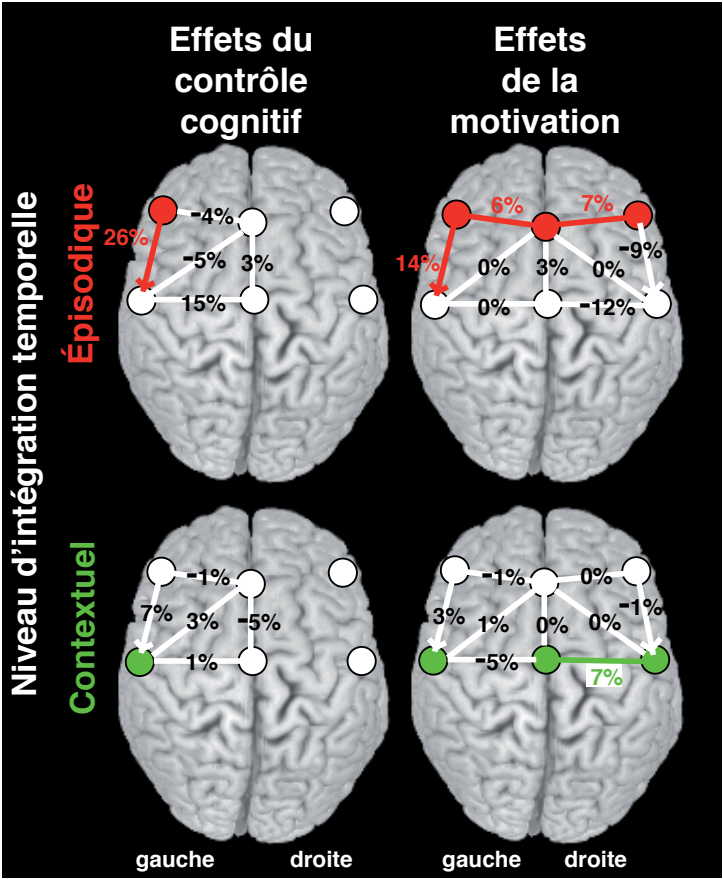 Effets du
contrôle
cognitif
Effets
de la
motivation
Niveau d'intégration temporelle
Épisodique
-4%
26%
-5%
3%
15%
6%
7%
14%
0%
3%
0%
-9%
0%
-12%
Contextuel
-1%
7%
3%
-5%
1%
-1%
0%
3%
1%
0%
0%
-1%
-5%
7%
gauche
droite
gauche
droite